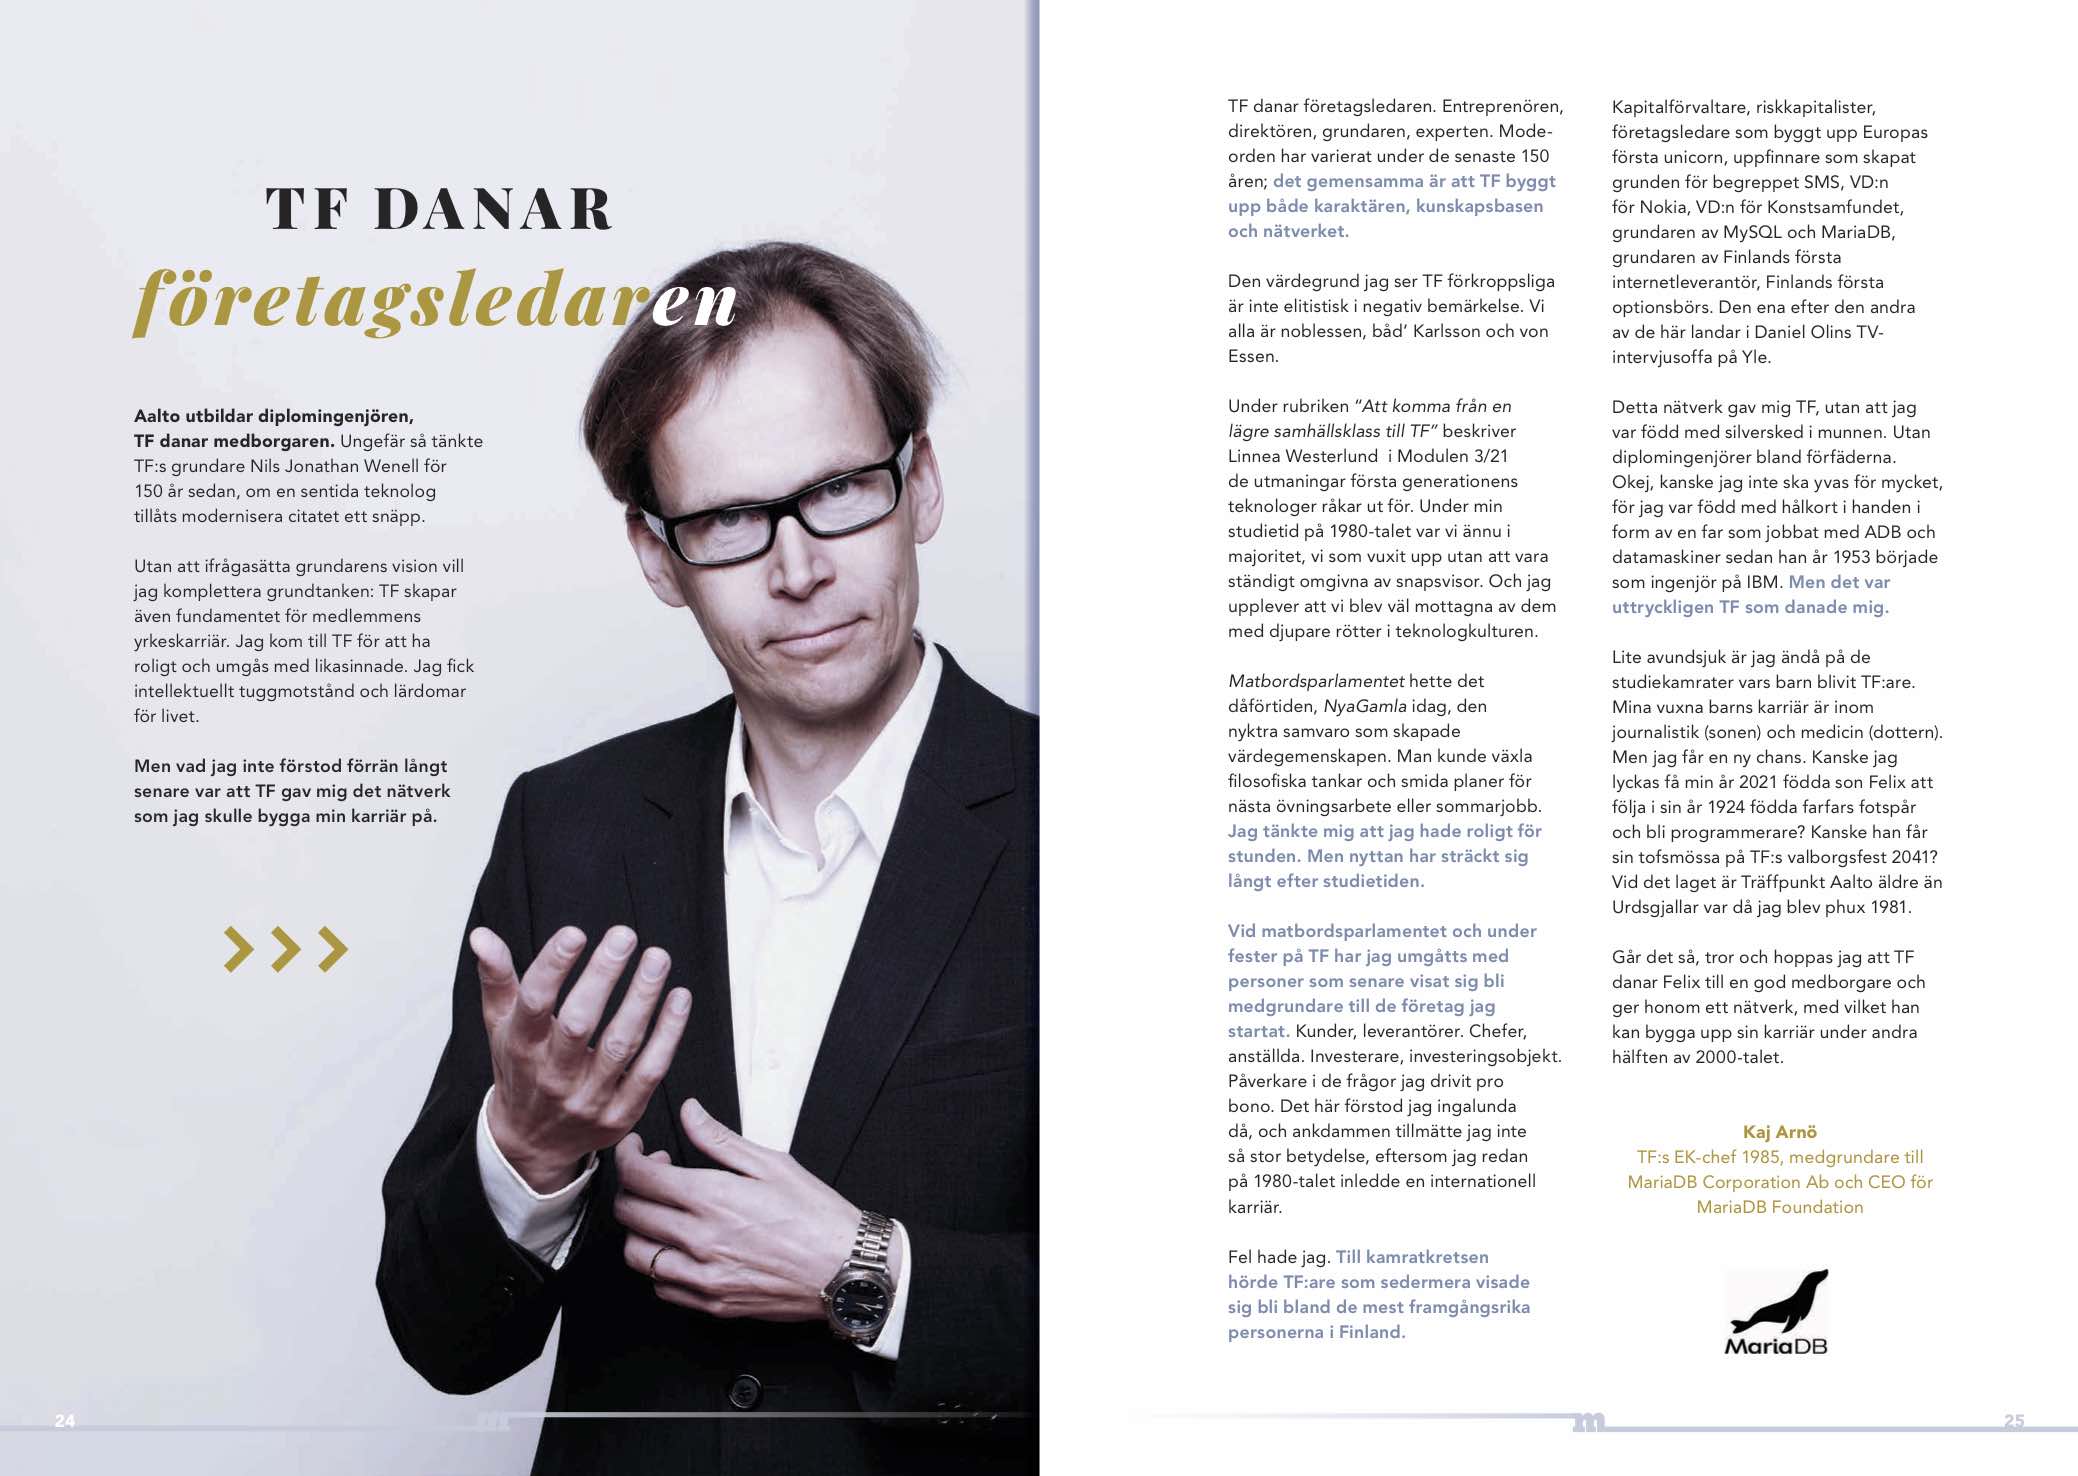 TF DANAR
företagsledaren
Aalto utbildar diplomingenjören,
TF danar medborgaren. Ungefär så tänkte
TF:s grundare Nils Jonathan Wenell för
150 år sedan, om en sentida teknolog
tillåts modernisera citatet ett snäpp.
Utan att ifrågasätta grundarens vision vill
jag komplettera grundtanken: TF skapar
även fundamentet för medlemmens
yrkeskarriär. Jag kom till TF för att ha
roligt och umgås med likasinnade. Jag fick
intellektuellt tuggmotstånd och lärdomar
för livet.
Men vad jag inte förstod förrän långt
senare var att TF gav mig det nätverk
som jag skulle bygga min karriär på.
24
TF danar företagsledaren. Entreprenören,
direktören, grundaren, experten. Mode-
orden har varierat under de senaste 150
åren; det gemensamma är att TF byggt
upp både karaktären, kunskapsbasen
och nätverket.
Den värdegrund jag ser TF förkroppsliga
är inte elitistisk i negativ bemärkelse. Vi
alla är noblessen, båd’ Karlsson och von
Essen.
Under rubriken “Att komma från en
lägre samhällsklass till TF” beskriver
Linnea Westerlund i Modulen 3/21
de utmaningar första generationens
teknologer råkar ut för. Under min
studietid på 1980-talet var vi ännu i
majoritet, vi som vuxit upp utan att vara
ständigt omgivna av snapsvisor. Och jag
upplever att vi blev väl mottagna av dem
med djupare rötter i teknologkulturen.
Matbordsparlamentet hette det
dåförtiden, NyaGamla idag, den
nyktra samvaro som skapade
värdegemenskapen. Man kunde växla
filosofiska tankar och smida planer för
nästa övningsarbete eller sommarjobb.
Jag tänkte mig att jag hade roligt för
stunden. Men nyttan har sträckt sig
långt efter studietiden.
Vid matbordsparlamentet och under
fester på TF har jag umgåtts med
personer som senare visat sig bli
medgrundare till de företag jag
startat. Kunder, leverantörer. Chefer,
anställda. Investerare, investeringsobjekt.
Påverkare i de frågor jag drivit pro
bono. Det här förstod jag ingalunda
då, och ankdammen tillmätte jag inte
så stor betydelse, eftersom jag redan
på 1980-talet inledde en internationell
karriär.
Fel hade jag. Till kamratkretsen
hörde TF:are som sedermera visade
sig bli bland de mest framgångsrika
personerna i Finland.
Kapitalförvaltare, riskkapitalister,
företagsledare som byggt upp Europas
första unicorn, uppfinnare som skapat
grunden för begreppet SMS, VD:n
för Nokia, VD:n för Konstsamfundet,
grundaren av MySQL och MariaDB,
grundaren av Finlands första
internetleverantör, Finlands första
optionsbörs. Den ena efter den andra
av de här landar i Daniel Olins TV-
intervjusoffa på Yle.
Detta nätverk gav mig TF, utan att jag
var född med silversked i munnen. Utan
diplomingenjörer bland förfäderna.
Okej, kanske jag inte ska yvas för mycket,
för jag var född med hålkort i handen i
form av en far som jobbat med ADB och
datamaskiner sedan han år 1953 började
som ingenjör på IBM. Men det var
uttryckligen TF som danade mig.
Lite avundsjuk är jag ändå på de
studiekamrater vars barn blivit TF:are.
Mina vuxna barns karriär är inom
journalistik (sonen) och medicin (dottern).
Men jag får en ny chans. Kanske jag
lyckas få min år 2021 födda son Felix att
följa i sin år 1924 födda farfars fotspår
och bli programmerare? Kanske han får
sin tofsmössa på TF:s valborgsfest 2041?
Vid det laget är Träffpunkt Aalto äldre än
Urdsgjallar var då jag blev phux 1981.
Går det så, tror och hoppas jag att TF
danar Felix till en god medborgare och
ger honom ett nätverk, med vilket han
kan bygga upp sin karriär under andra
hälften av 2000-talet.
Kaj Arnö
TF:s EK-chef 1985, medgrundare till
MariaDB Corporation Ab och CEO för
MariaDB Foundation
MariaDB
m
m
25